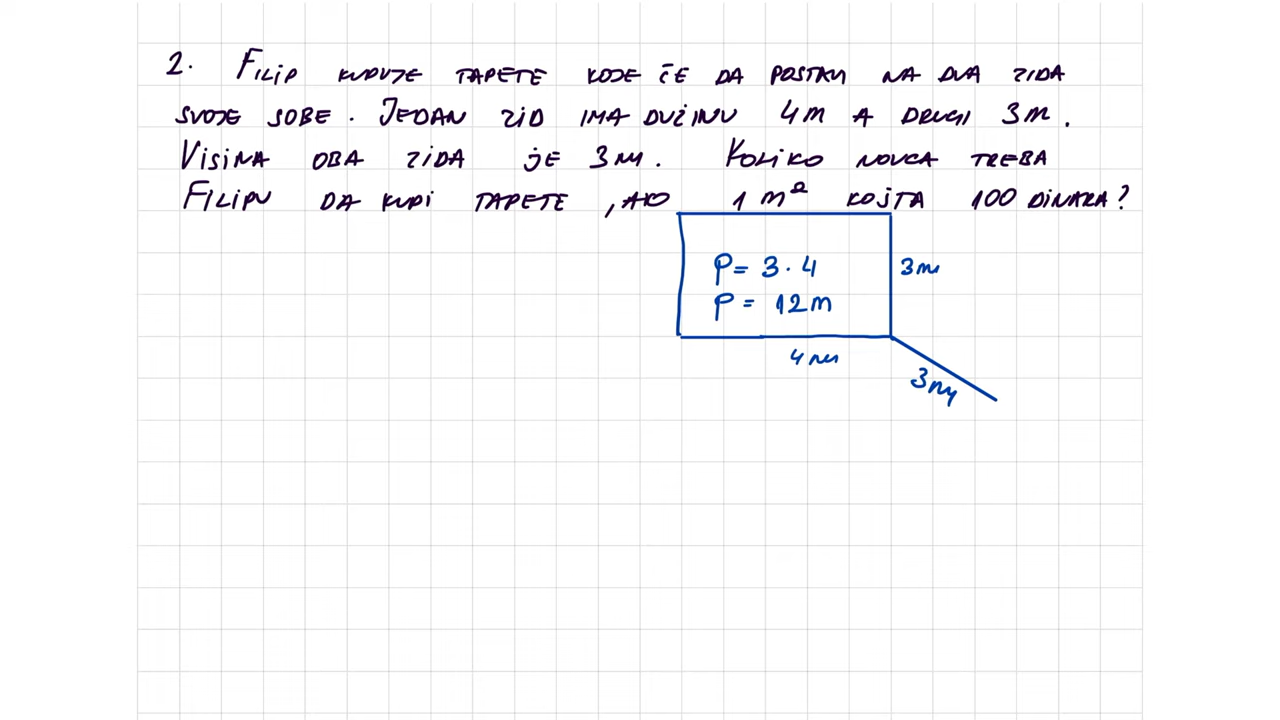 2. FILIP KUPUJE TAPETE KOJE ĆE DA POSTAVI NA DVA ZIDA
SVOJE SOBE. JEDAN ZID IMA DUŽINU 4m A DRUGI 3m.
VISINA OBA ZIDA JE 3m. KOLIKO NOVCA TREBA
FILIPU DA KUPI TAPETE, AKO 1 m² KOŠTA 100 DINARA?
P = 3 · 4
3m
P = 12m
4m
3m